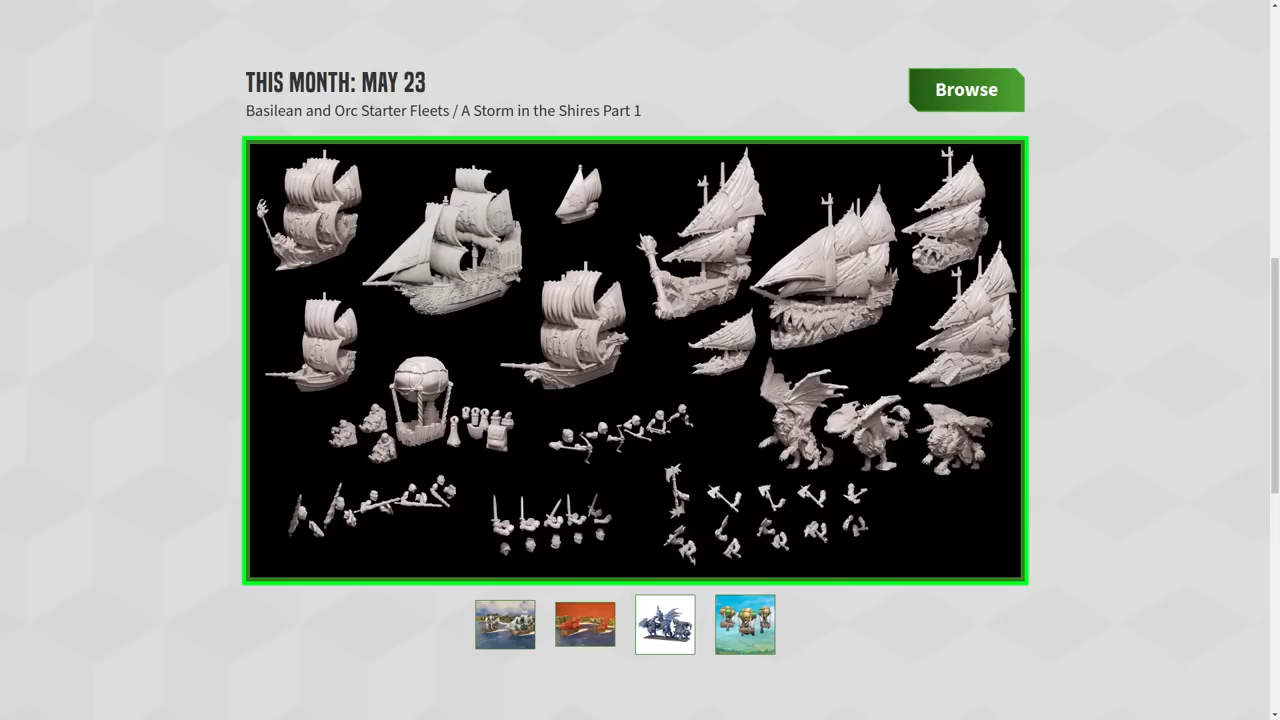 THIS MONTH: MAY 23
Browse
Basilean and Orc Starter Fleets / A Storm in the Shires Part 1